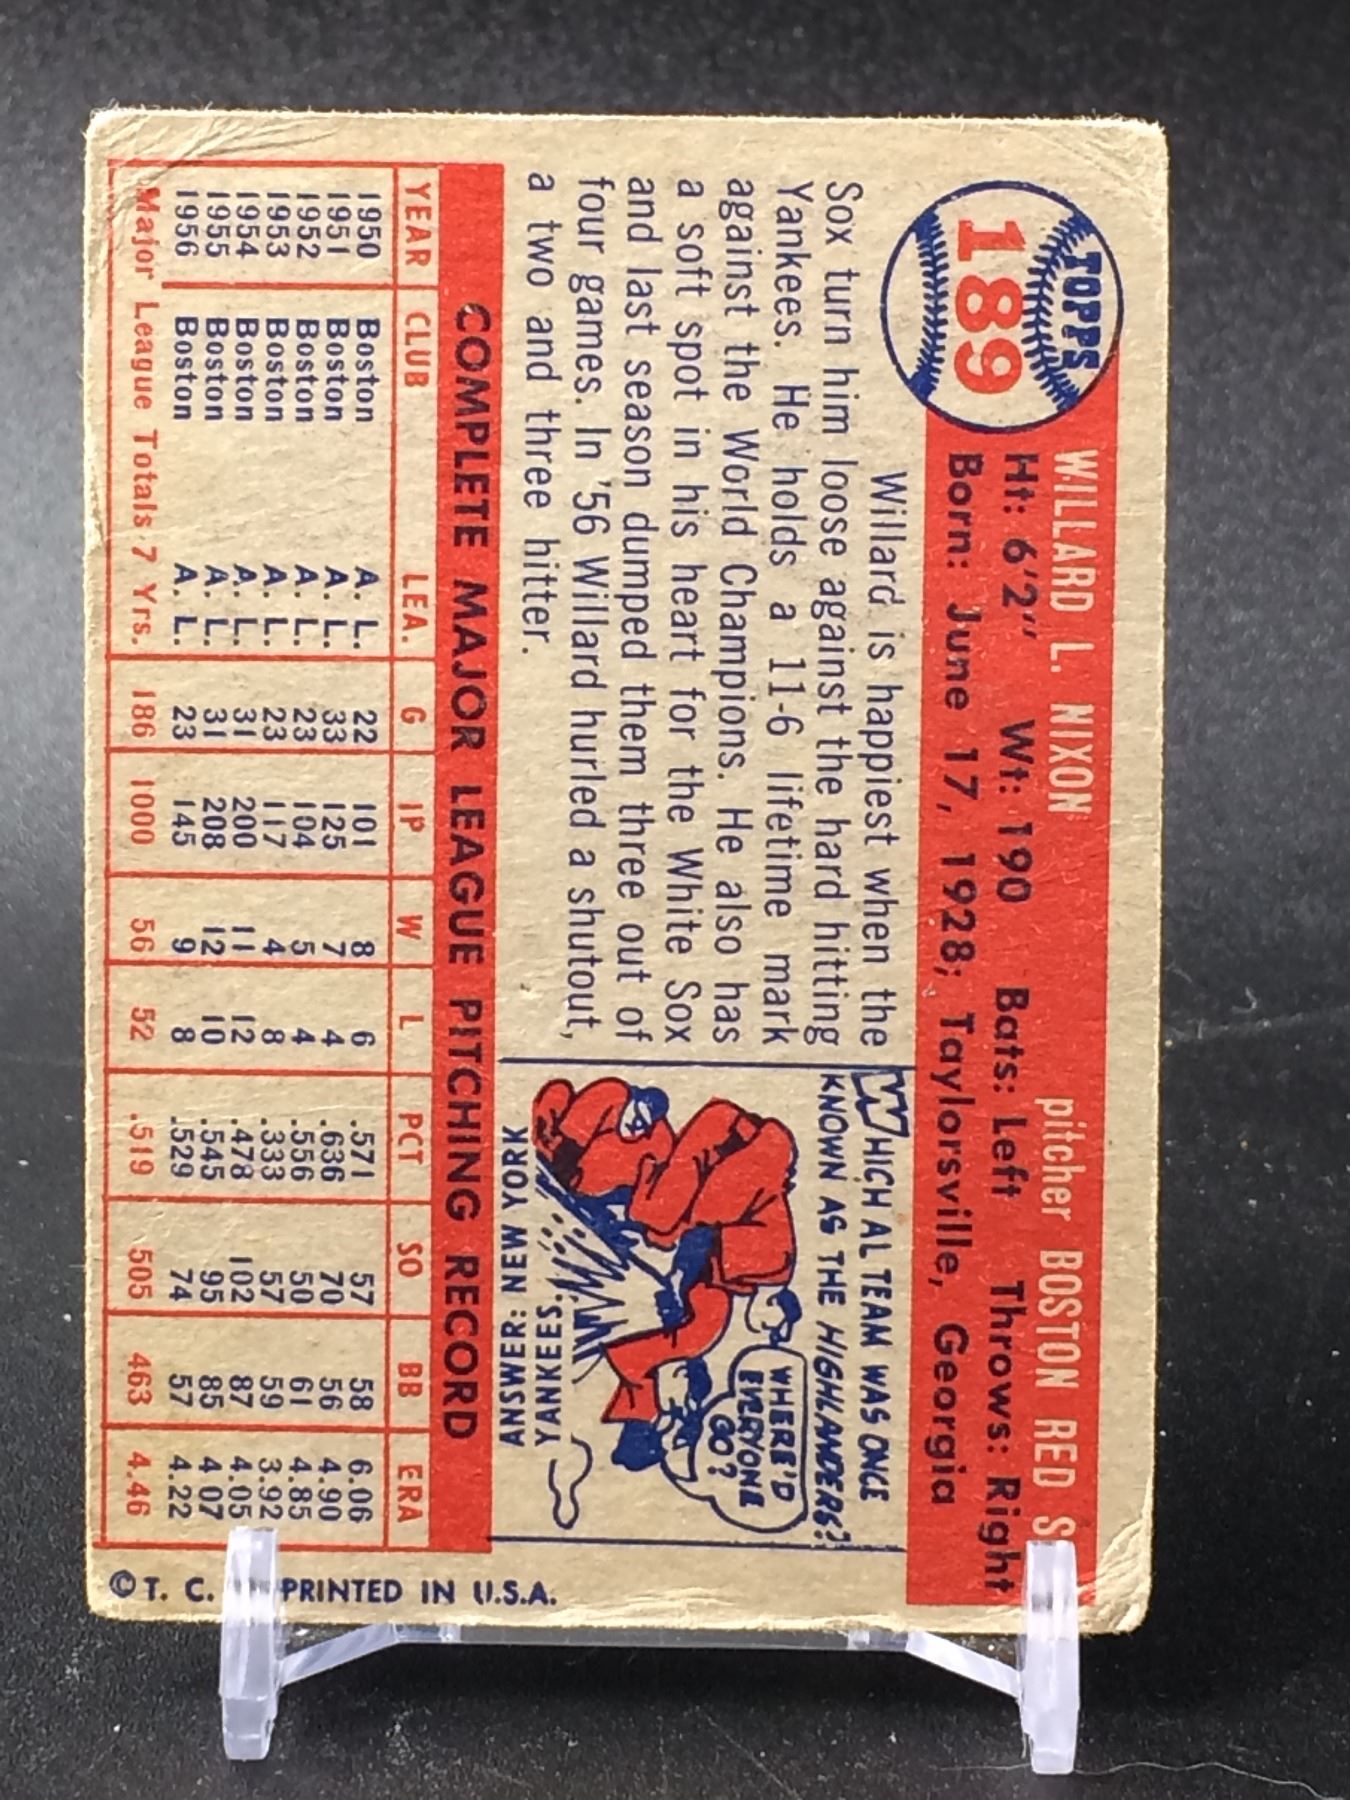 TOPPS
189
WILLARD L. NIXON pitcher BOSTON RED S
Ht: 6'2" Wt: 190 Bats: Left Throws: Right
Born: June 17, 1928; Taylorsville, Georgia
Willard is happiest when the
Sox turn him loose against the hard hitting
Yankees. He holds a 11-6 lifetime mark
against the World Champions. He also has
a soft spot in his heart for the White Sox
and last season dumped them three out of
four games. In '56 Willard hurled a shutout,
a two and three hitter.
WHICH AL TEAM WAS ONCE
KNOWN AS THE HIGHLANDERS?
WHERE'D
EVERYONE
GO?
ANSWER: NEW YORK
YANKEES.
COMPLETE MAJOR LEAGUE PITCHING RECORD
YEAR CLUB LEA. G IP W L PCT SO BB ERA
1950 Boston A. L. 22 101 8 6 .571 57 58 6.06
1951 Boston A. L. 33 125 7 4 .636 70 56 4.90
1952 Boston A. L. 23 104 5 4 .556 50 61 4.85
1953 Boston A. L. 23 117 4 8 .333 57 59 3.92
1954 Boston A. L. 31 200 11 12 .478 102 87 4.05
1955 Boston A. L. 31 208 12 10 .545 95 85 4.07
1956 Boston A. L. 23 145 9 8 .529 74 57 4.22
Major League Totals 7 Yrs. 186 1000 56 52 .519 505 463 4.46
© T. C. PRINTED IN U.S.A.